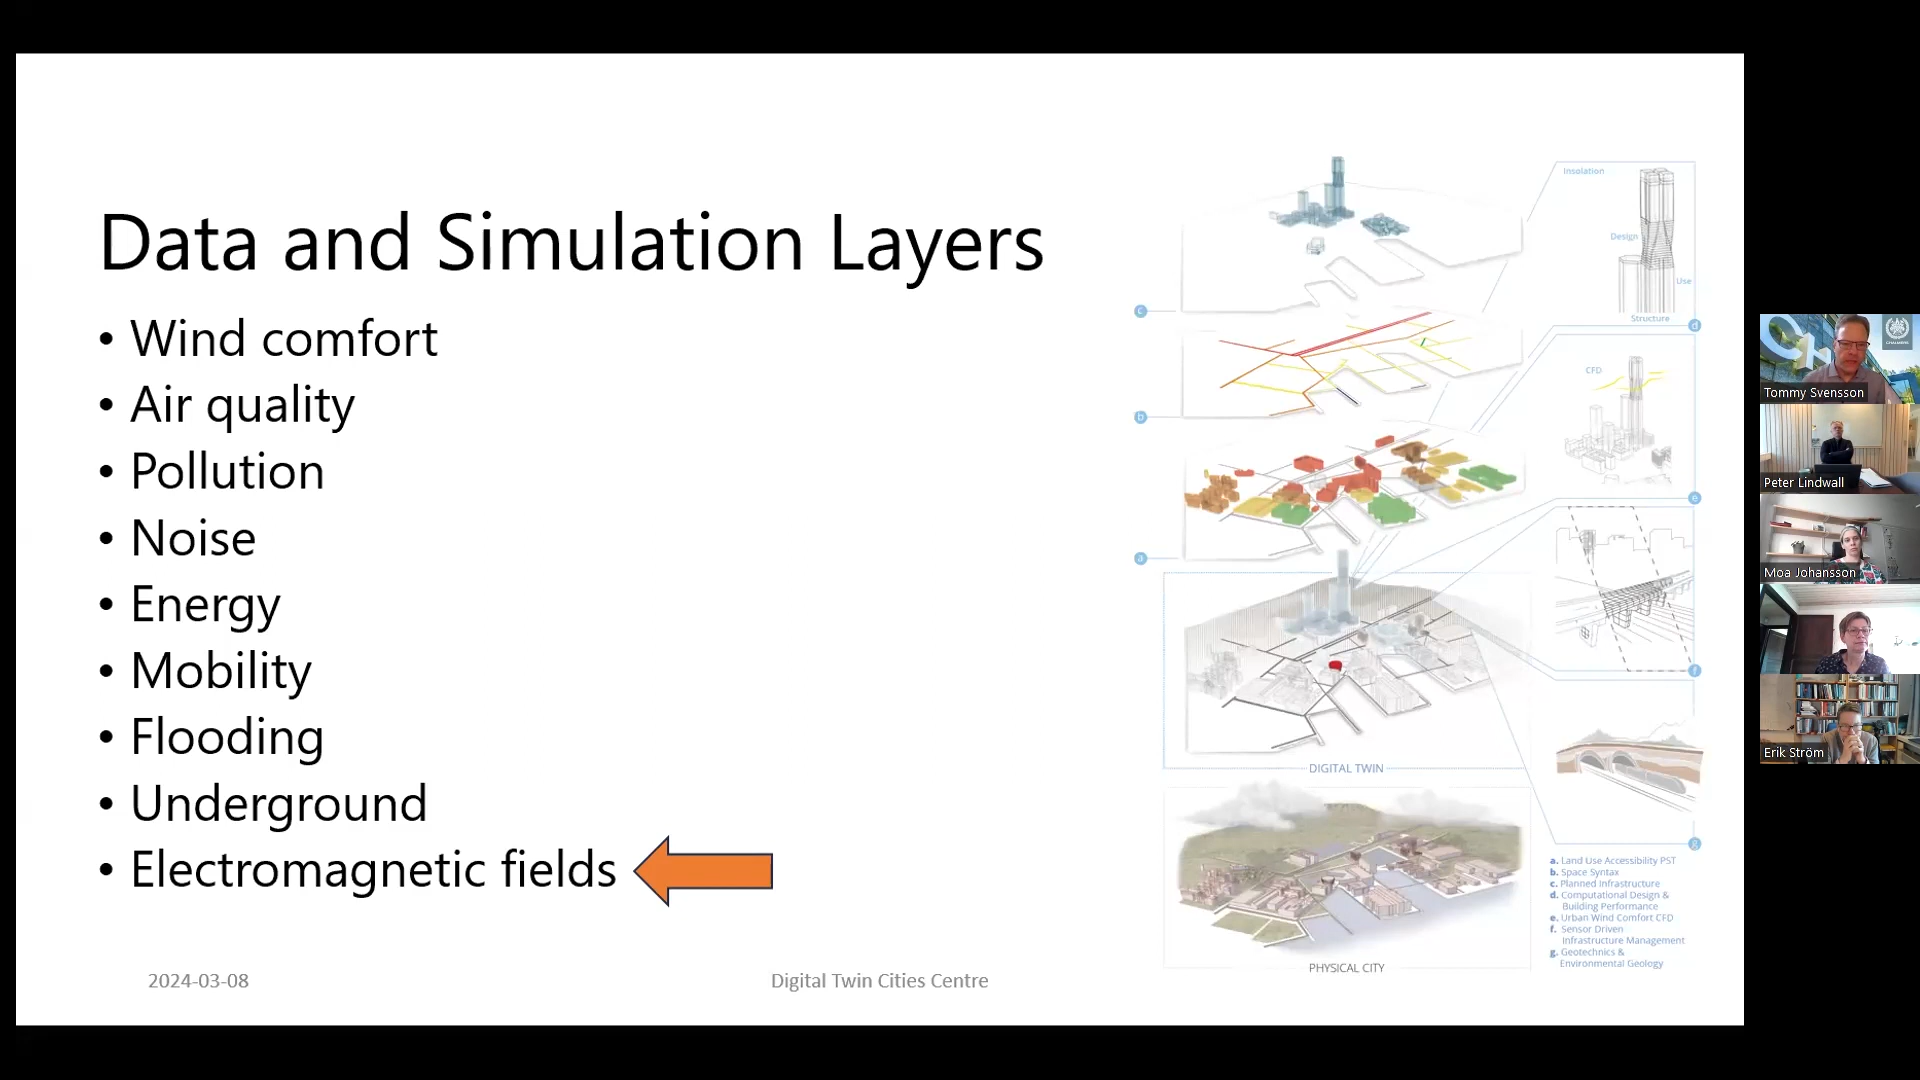 Data and Simulation Layers
• Wind comfort
• Air quality
• Pollution
• Noise
• Energy
• Mobility
• Flooding
• Underground
• Electromagnetic fields
Insolation
Design
Use
Structure
c
d
CFD
b
e
a
f
DIGITAL TWIN
g
PHYSICAL CITY
a. Land Use Accessibility PST
b. Space Syntax
c. Planned Infrastructure
d. Computational Design &
Building Performance
e. Urban Wind Comfort CFD
f. Sensor Driven
Infrastructure Management
g. Geotechnics &
Environmental Geology
2024-03-08
Digital Twin Cities Centre
CHALMERS
Tommy Svensson
Peter Lindwall
Moa Johansson
Erik Ström